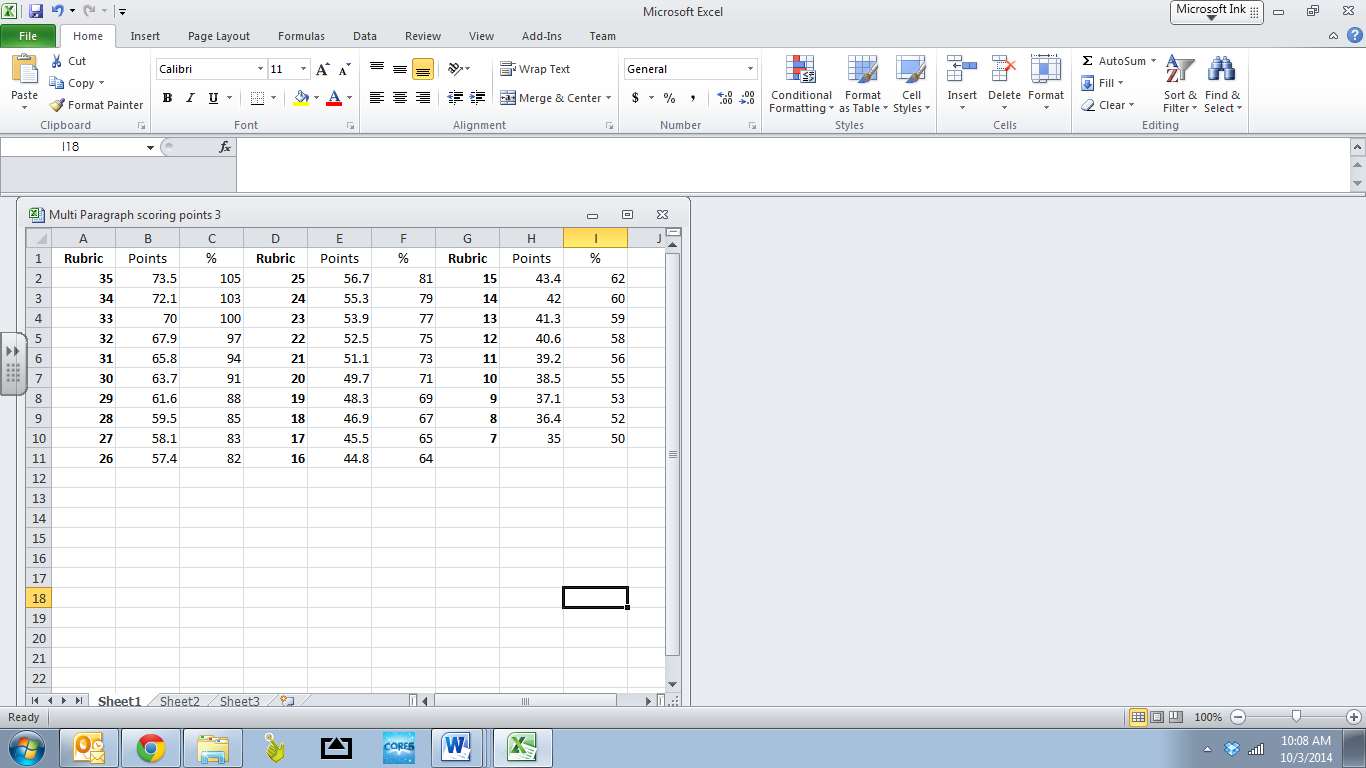 Microsoft Excel
Microsoft Ink
File Home Insert Page Layout Formulas Data Review View Add-Ins Team
Paste
Cut
Copy
Format Painter
Clipboard
Calibri 11
B I U A
Font
Wrap Text
Merge & Center
Alignment
General
$ % ,
Number
Conditional Formatting
Format as Table
Cell Styles
Styles
Insert
Delete
Format
Cells
Σ AutoSum
Fill
Clear
Sort & Filter
Find & Select
Editing
I18 fx
Multi Paragraph scoring points 3
A B C D E F G H I J
1 Rubric Points % Rubric Points % Rubric Points %
2 35 73.5 105 25 56.7 81 15 43.4 62
3 34 72.1 103 24 55.3 79 14 42 60
4 33 70 100 23 53.9 77 13 41.3 59
5 32 67.9 97 22 52.5 75 12 40.6 58
6 31 65.8 94 21 51.1 73 11 39.2 56
7 30 63.7 91 20 49.7 71 10 38.5 55
8 29 61.6 88 19 48.3 69 9 37.1 53
9 28 59.5 85 18 46.9 67 8 36.4 52
10 27 58.1 83 17 45.5 65 7 35 50
11 26 57.4 82 16 44.8 64
12
13
14
15
16
17
18
19
20
21
22
Sheet1 Sheet2 Sheet3
Ready
100%
CORE5
10:08 AM
10/3/2014